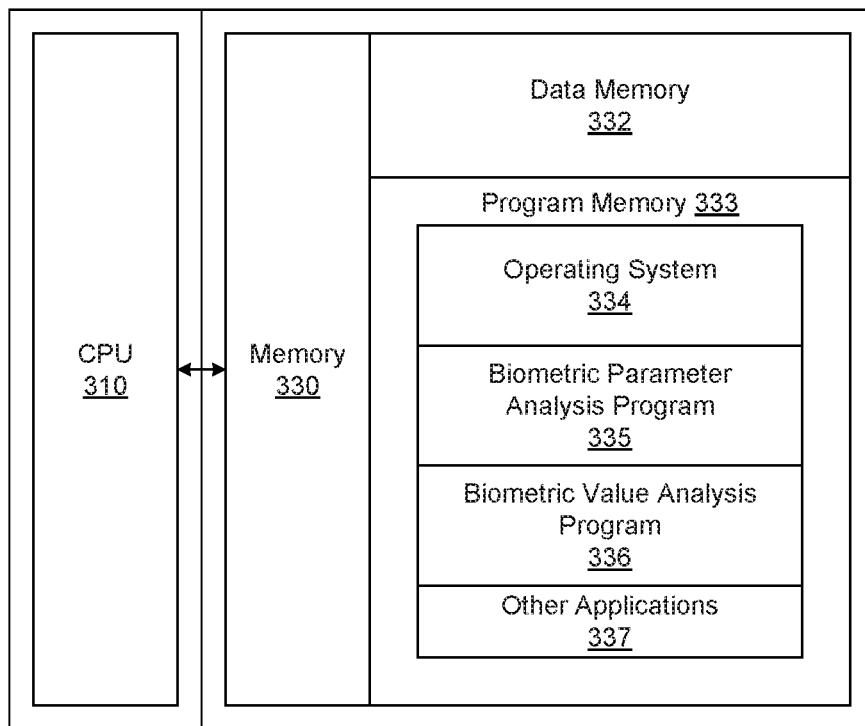 CPU
310
Memory
330
Data Memory
332
Program Memory 333
Operating System
334
Biometric Parameter
Analysis Program
335
Biometric Value Analysis
Program
336
Other Applications
337